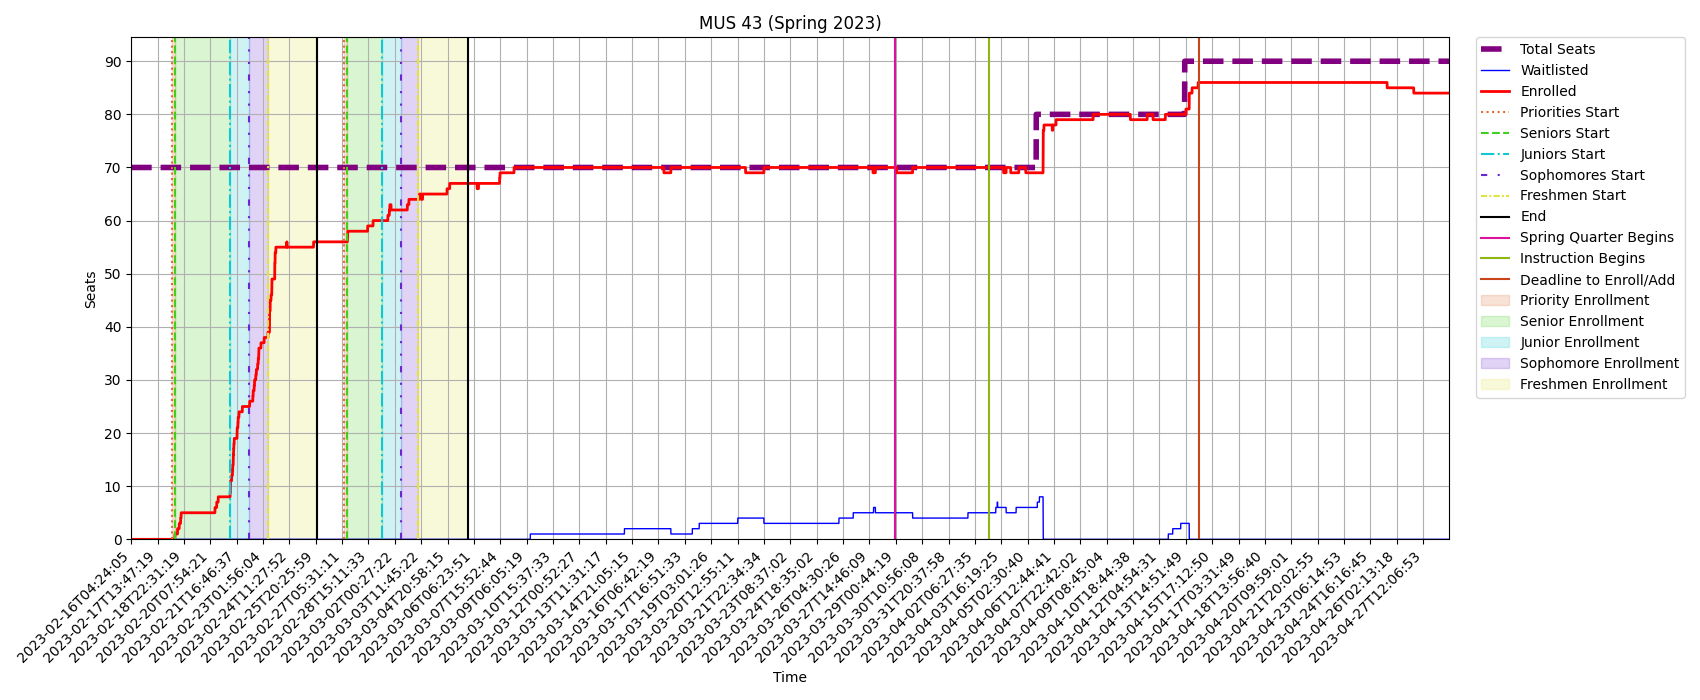 MUS 43 (Spring 2023)
Seats
90
80
70
60
50
40
30
20
10
0
2023-02-16T04:24:05
2023-02-17T13:47:19
2023-02-18T22:31:19
2023-02-20T07:54:21
2023-02-21T16:46:37
2023-02-23T01:56:04
2023-02-24T11:27:52
2023-02-25T20:25:59
2023-02-27T05:31:11
2023-02-28T15:11:33
2023-03-02T00:27:22
2023-03-03T11:45:22
2023-03-04T20:58:15
2023-03-06T06:23:51
2023-03-07T15:52:44
2023-03-09T06:05:19
2023-03-10T15:37:33
2023-03-12T00:52:27
2023-03-13T11:31:17
2023-03-14T21:05:15
2023-03-16T06:42:19
2023-03-17T16:51:33
2023-03-19T03:01:26
2023-03-20T12:55:11
2023-03-21T22:34:34
2023-03-23T08:37:02
2023-03-24T18:35:02
2023-03-26T04:30:26
2023-03-27T14:46:09
2023-03-29T00:44:19
2023-03-30T10:56:08
2023-03-31T20:37:58
2023-04-02T06:27:35
2023-04-03T16:19:25
2023-04-05T02:30:40
2023-04-06T12:44:41
2023-04-07T22:42:02
2023-04-09T08:45:04
2023-04-10T18:44:38
2023-04-12T04:54:31
2023-04-13T14:51:49
2023-04-15T17:12:50
2023-04-17T03:31:49
2023-04-18T13:56:40
2023-04-20T09:59:01
2023-04-21T20:02:55
2023-04-23T06:14:53
2023-04-24T16:16:45
2023-04-26T02:13:18
2023-04-27T12:06:53
Time
Total Seats
Waitlisted
Enrolled
Priorities Start
Seniors Start
Juniors Start
Sophomores Start
Freshmen Start
End
Spring Quarter Begins
Instruction Begins
Deadline to Enroll/Add
Priority Enrollment
Senior Enrollment
Junior Enrollment
Sophomore Enrollment
Freshmen Enrollment